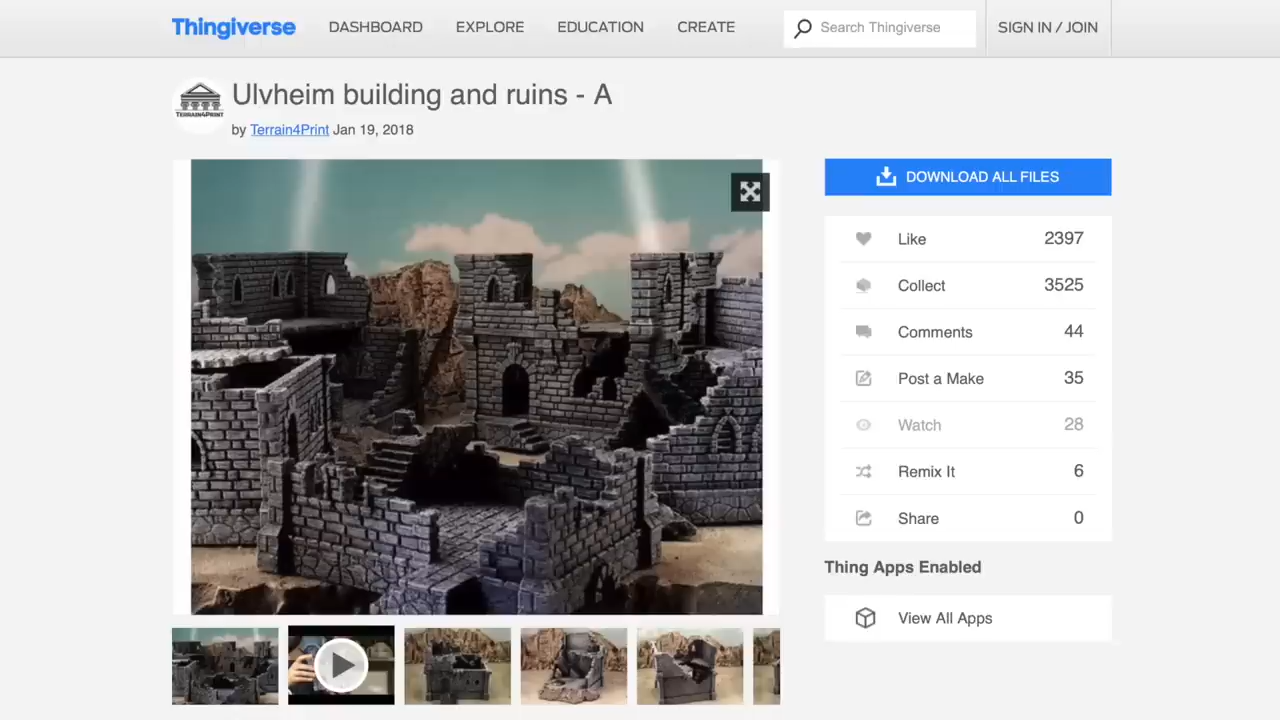 Thingiverse DASHBOARD EXPLORE EDUCATION CREATE Search Thingiverse SIGN IN / JOIN
TERRAIN4PRINT
Ulvheim building and ruins - A
by Terrain4Print Jan 19, 2018
DOWNLOAD ALL FILES
Like 2397
Collect 3525
Comments 44
Post a Make 35
Watch 28
Remix It 6
Share 0
Thing Apps Enabled
View All Apps